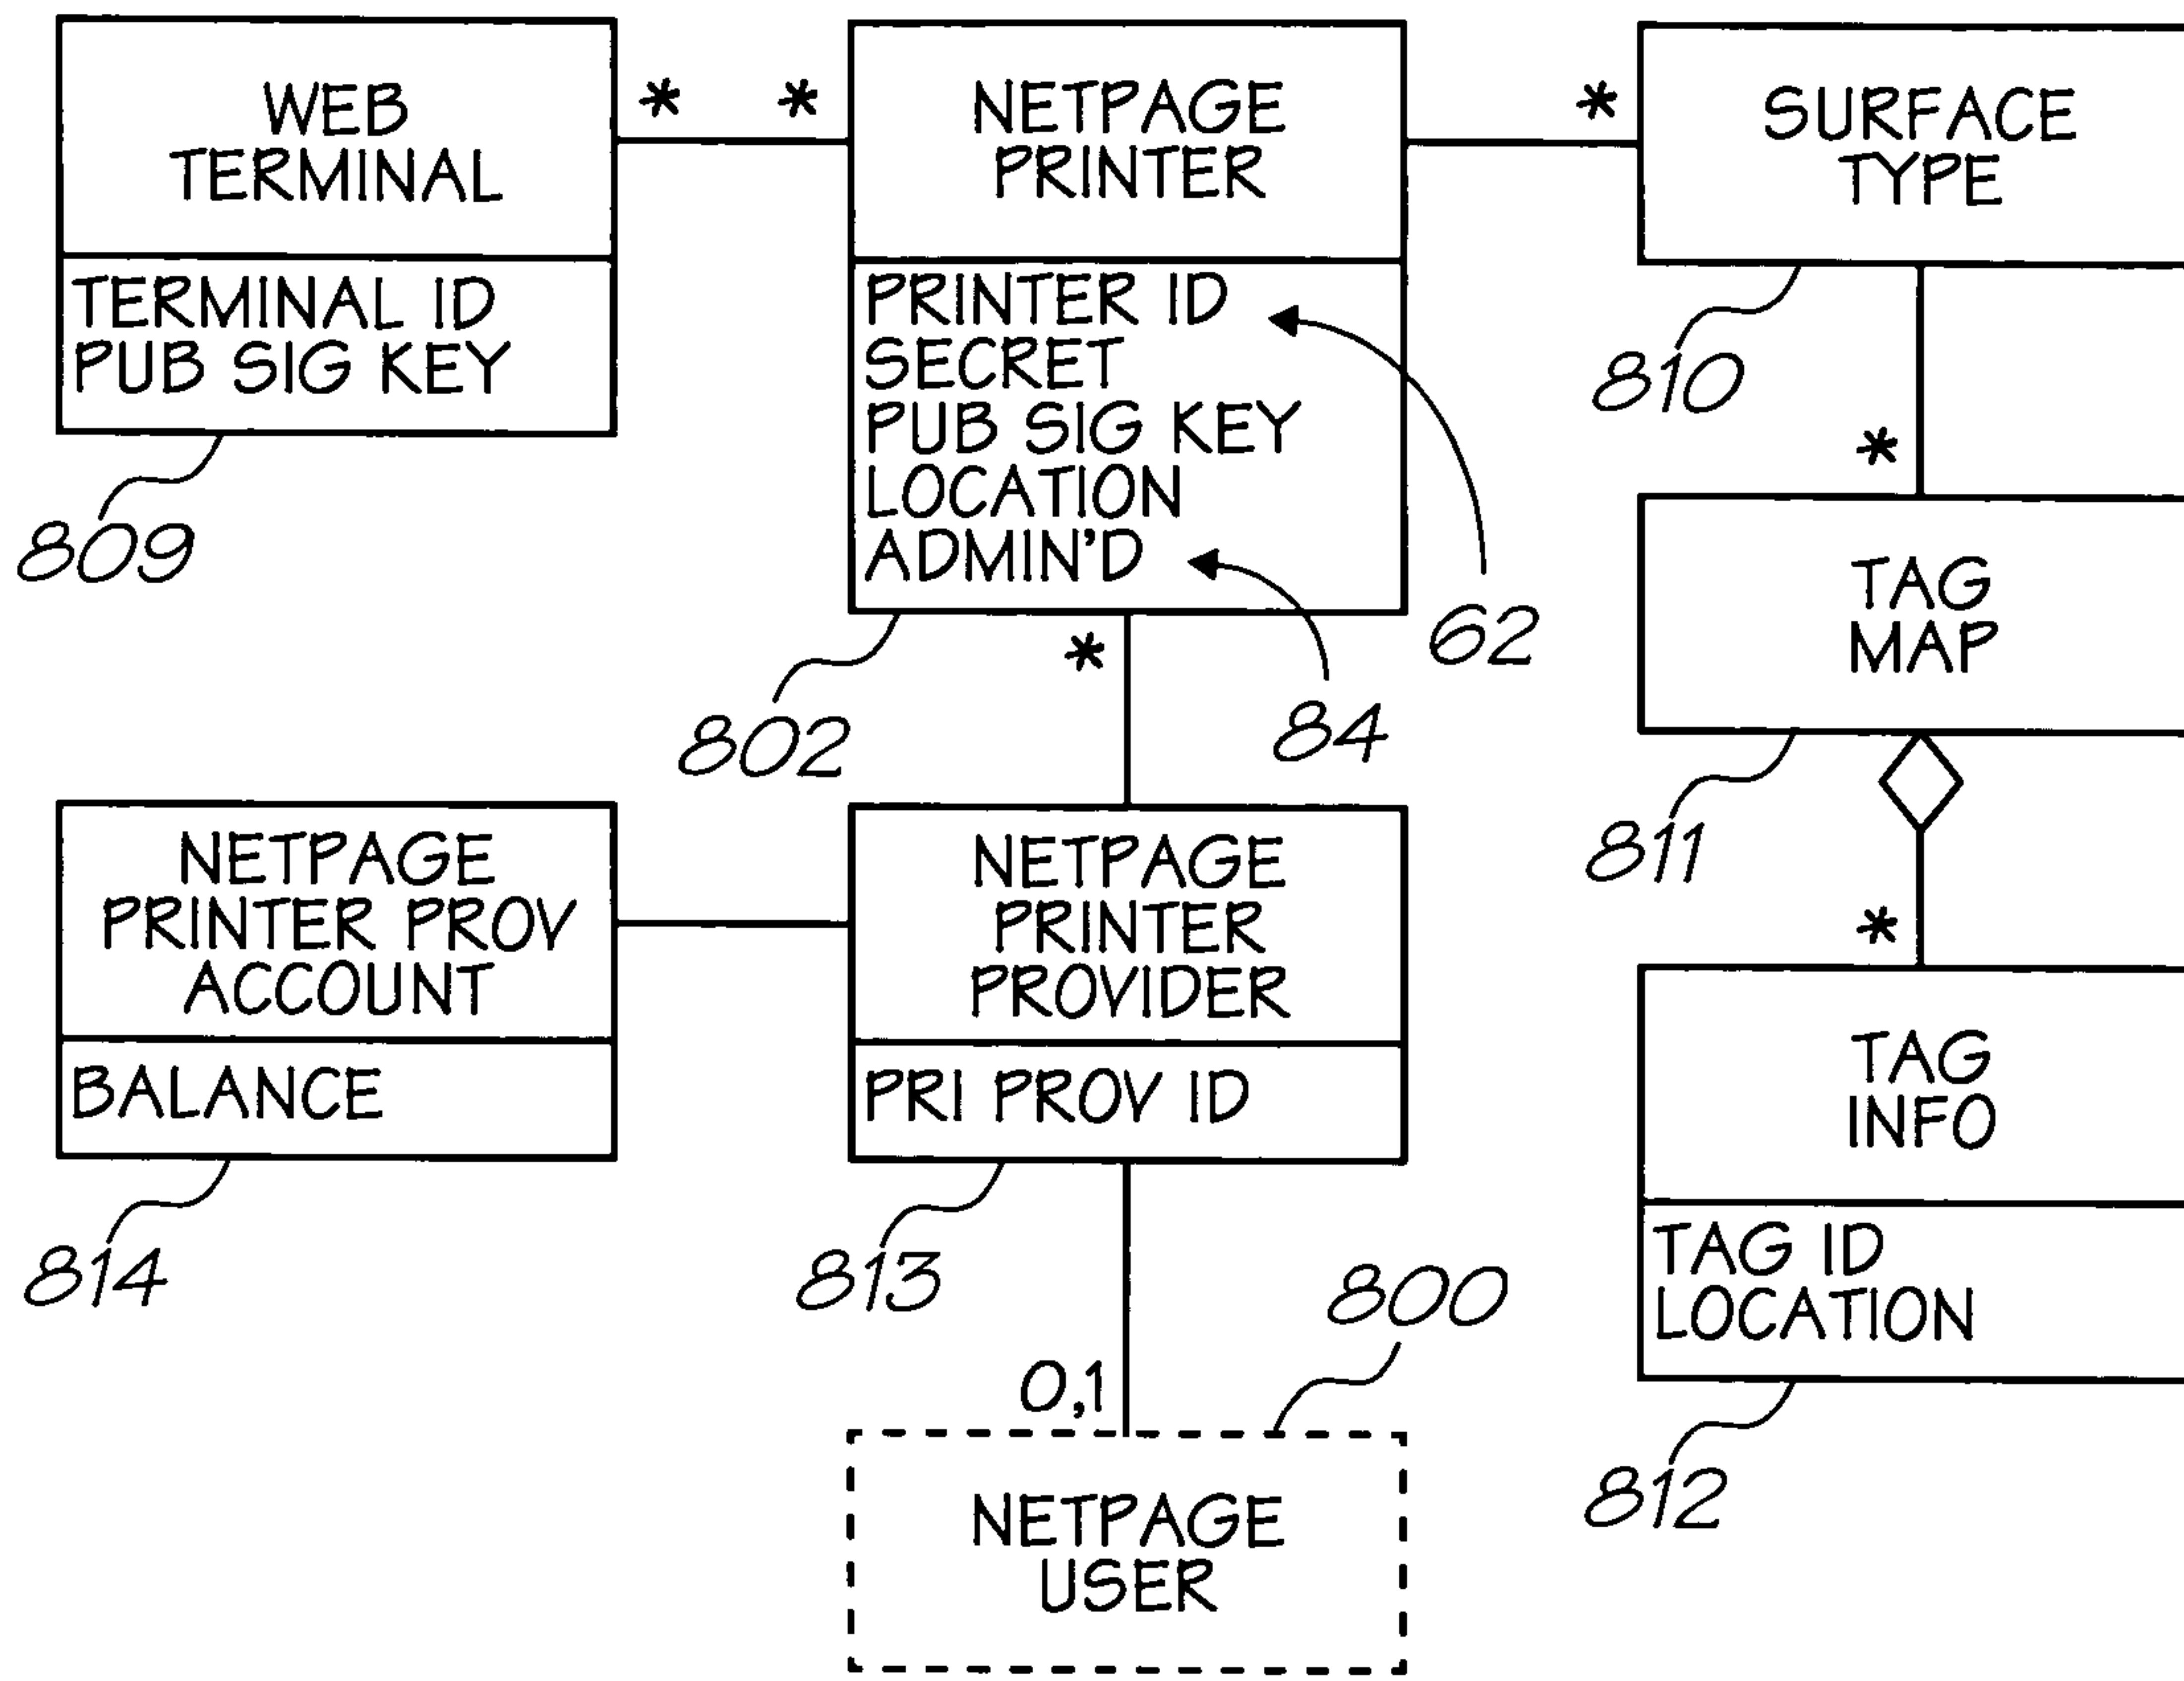 WEB
TERMINAL
TERMINAL ID
PUB SIG KEY
809
*
*
NETPAGE
PRINTER
PRINTER ID
SECRET
PUB SIG KEY
LOCATION
ADMIN'D
62
84
802
*
*
SURFACE
TYPE
810
*
TAG
MAP
811
*
NETPAGE
PRINTER PROV
ACCOUNT
BALANCE
814
NETPAGE
PRINTER
PROVIDER
PRI PROV ID
813
TAG
INFO
TAG ID
LOCATION
812
800
0,1
NETPAGE
USER